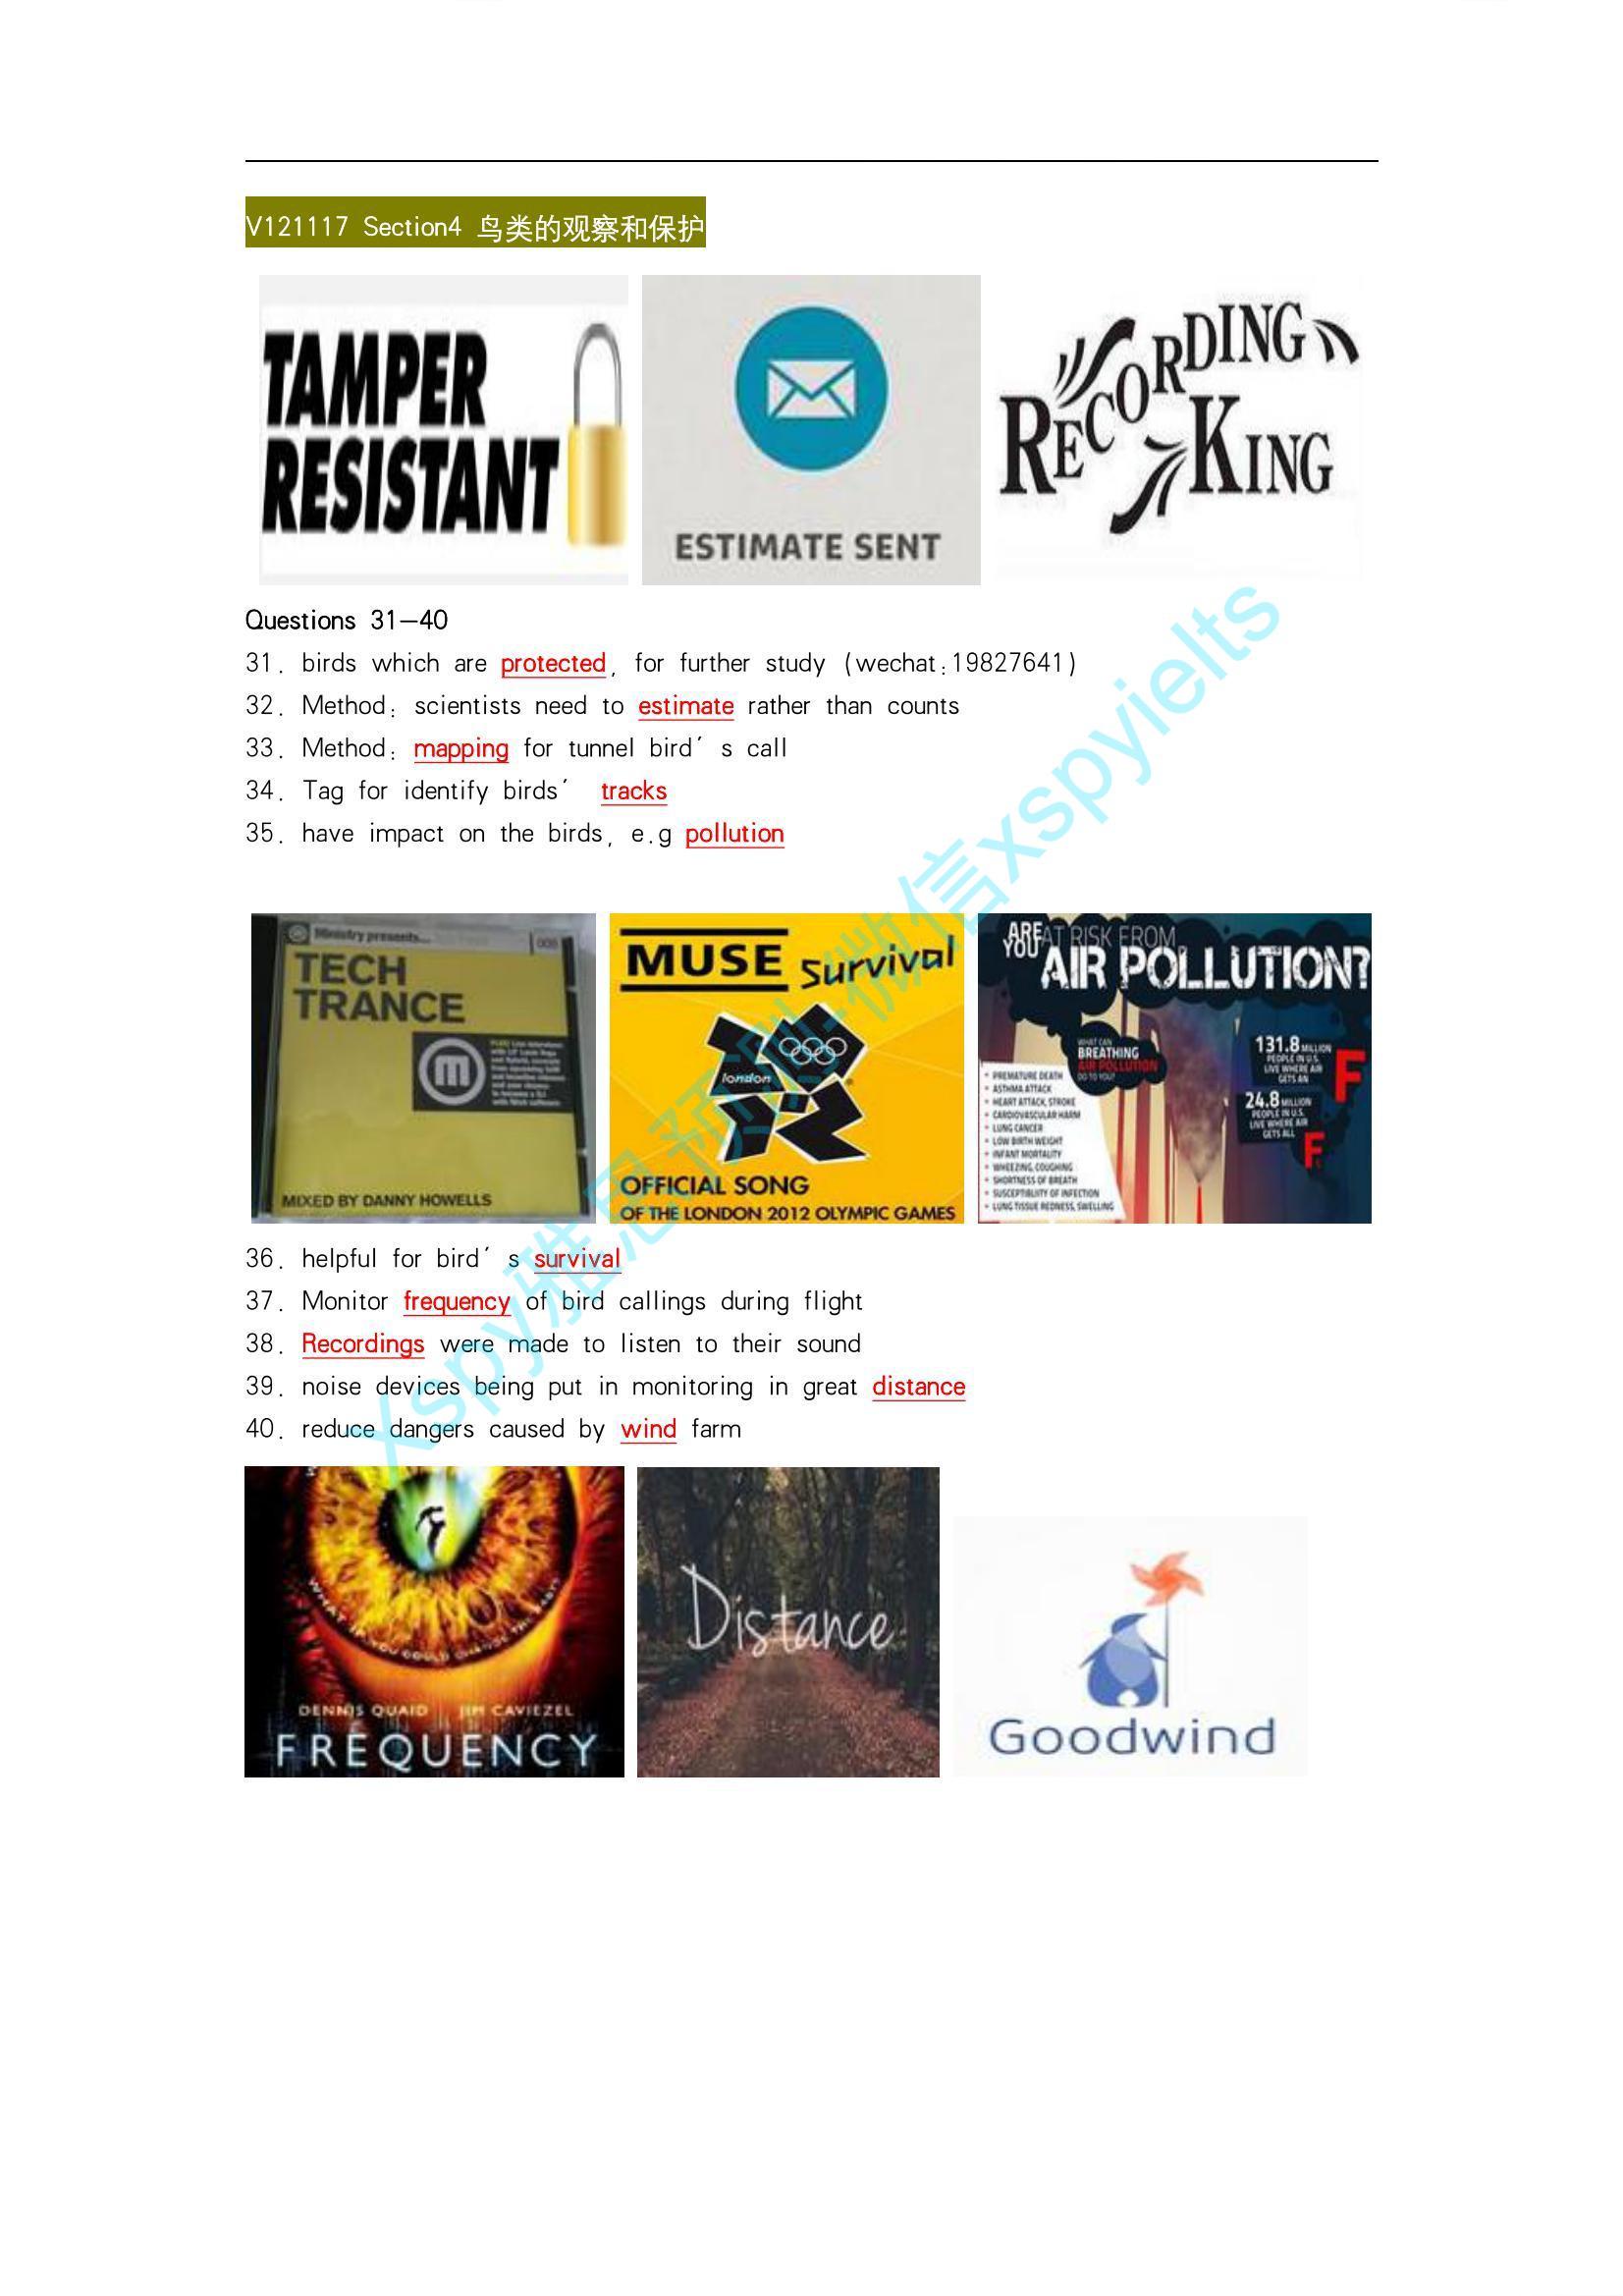 V121117 Section4 鸟类的观察和保护
TAMPER
RESISTANT
ESTIMATE SENT
RECORDING
KING
Questions 31—40
31. birds which are protected, for further study (wechat:19827641)
32. Method: scientists need to estimate rather than counts
33. Method: mapping for tunnel bird′ s call
34. Tag for identify birds′ tracks
35. have impact on the birds, e.g pollution
Ministry presents...
TECH
TRANCE
MIXED BY DANNY HOWELLS
MUSE Survival
london
OFFICIAL SONG
OF THE LONDON 2012 OLYMPIC GAMES
ARE YOU AT RISK FROM
AIR POLLUTION?
WHAT CAN
BREATHING
AIR POLLUTION
DO TO YOU?
• PREMATURE DEATH
• ASTHMA ATTACK
• HEART ATTACK, STROKE
• CARDIOVASCULAR HARM
• LUNG CANCER
• LOW BIRTH WEIGHT
• INFANT MORTALITY
• WHEEZING, COUGHING
• SHORTNESS OF BREATH
• SUSCEPTIBLIITY OF INFECTION
• LUNG TISSUE REDNESS, SWELLING
131.8 MILLION
PEOPLE IN U.S.
LIVE WHERE AIR
GETS AN
F
24.8 MILLION
PEOPLE IN U.S.
LIVE WHERE AIR
GETS ALL
F
36. helpful for bird′ s survival
37. Monitor frequency of bird callings during flight
38. Recordings were made to listen to their sound
39. noise devices being put in monitoring in great distance
40. reduce dangers caused by wind farm
WHAT IF YOU COULD CHANGE THE PAST?
DENNIS QUAID JIM CAVIEZEL
FREQUENCY
Distance
Goodwind
xspy雅思预测:微信xspyielts